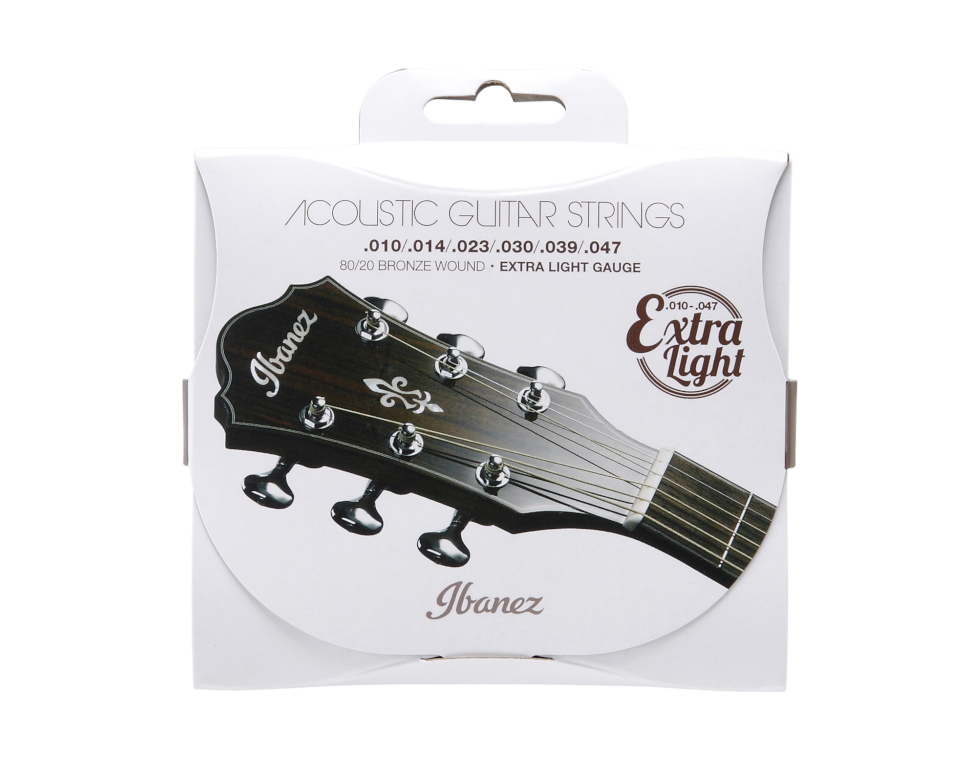 ACOUSTIC GUITAR STRINGS
.010/.014/.023/.030/.039/.047
80/20 BRONZE WOUND • EXTRA LIGHT GAUGE
.010-.047
Extra
Light
Ibanez
Ibanez